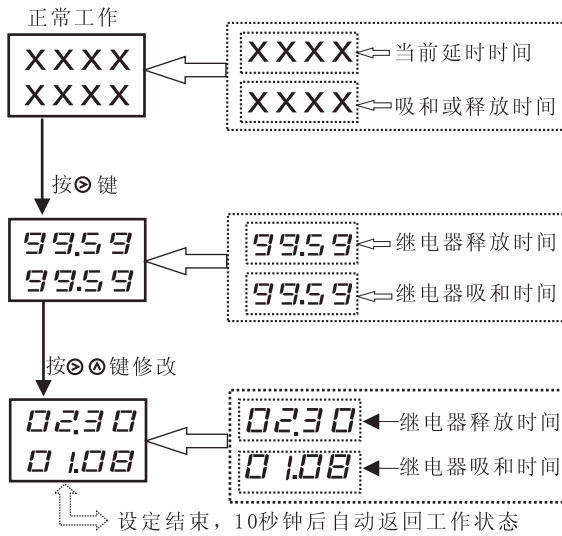 正常工作
XXXX
XXXX
XXXX
当前延时时间
XXXX
吸和或释放时间
按键
99.59
99.59
99.59
继电器释放时间
99.59
继电器吸和时间
按键修改
02.30
01.08
02.30
继电器释放时间
01.08
继电器吸和时间
设定结束，10秒钟后自动返回工作状态